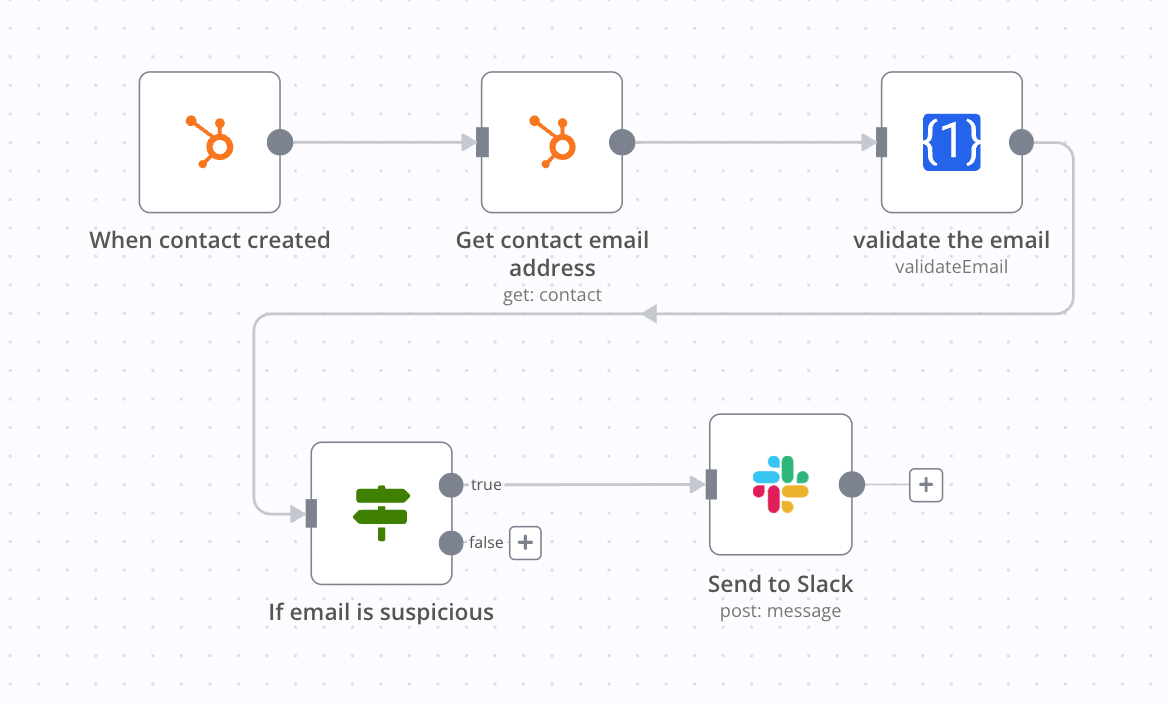 {1}
When contact created
Get contact email
address
get: contact
validate the email
validateEmail
true
false
If email is suspicious
Send to Slack
post: message